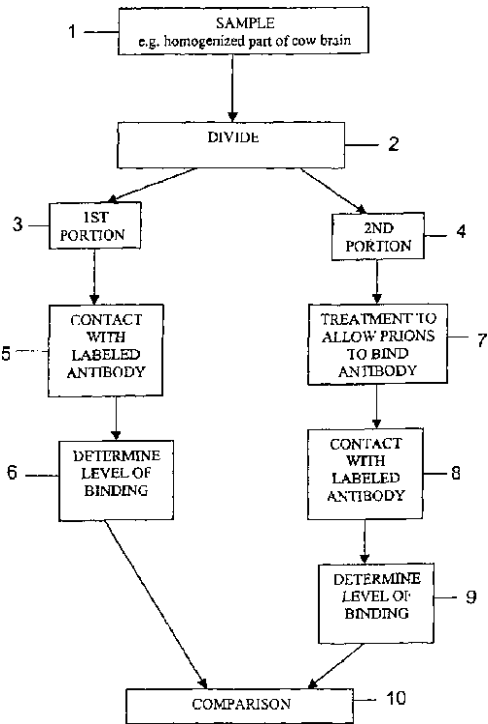 1
SAMPLE
e.g. homogenized part of cow brain
DIVIDE
2
3
1ST
PORTION
2ND
PORTION
4
5
CONTACT
WITH
LABELED
ANTIBODY
TREATMENT TO
ALLOW PRIONS
TO BIND
ANTIBODY
7
6
DETERMINE
LEVEL OF
BINDING
CONTACT
WITH
LABELED
ANTIBODY
8
DETERMINE
LEVEL OF
BINDING
9
COMPARISON
10